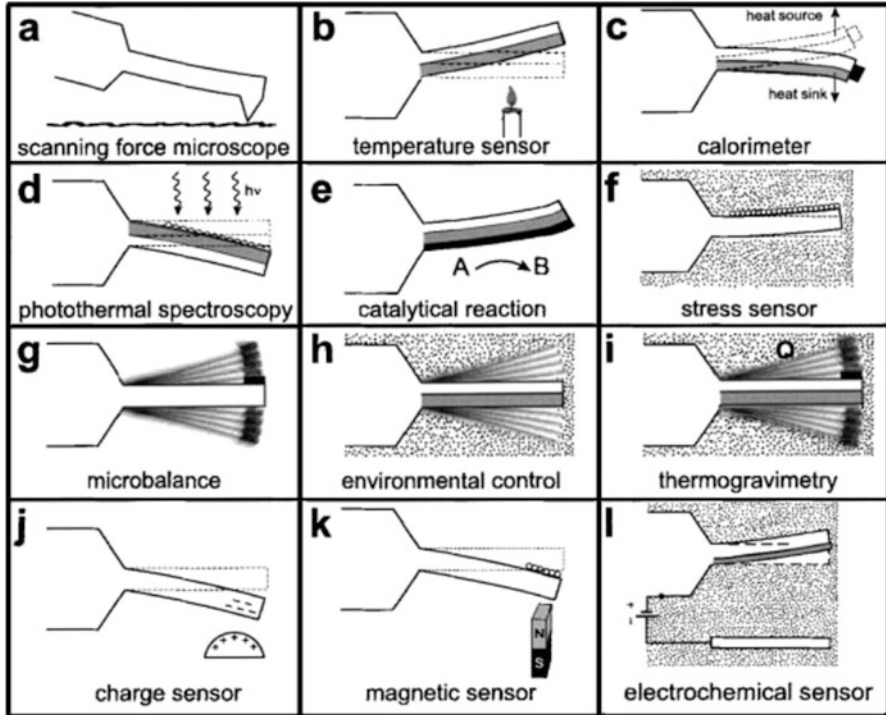 a
scanning force microscope
b
temperature sensor
c
heat source
heat sink
calorimeter
d
hν
photothermal spectroscopy
e
A B
catalytical reaction
f
stress sensor
g
microbalance
h
environmental control
i
Q
thermogravimetry
j
- - - - - -
+ + + + +
charge sensor
k
N
S
magnetic sensor
l
+
electrochemical sensor